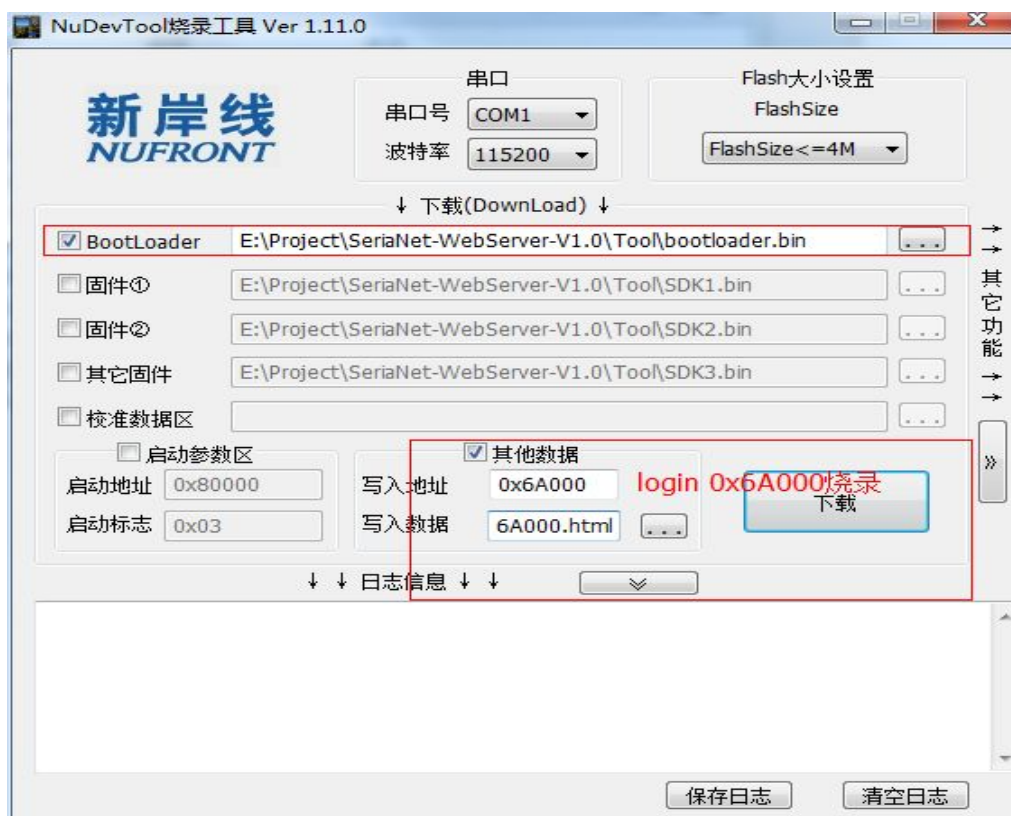 NuDevTool烧录工具 Ver 1.11.0
新岸线
NUFRONT
串口
串口号 COM1
波特率 115200
Flash大小设置
FlashSize
FlashSize<=4M
↓ 下载(DownLoad) ↓
BootLoader E:\Project\SeriaNet-WebServer-V1.0\Tool\bootloader.bin ...
固件① E:\Project\SeriaNet-WebServer-V1.0\Tool\SDK1.bin ...
固件② E:\Project\SeriaNet-WebServer-V1.0\Tool\SDK2.bin ...
其它固件 E:\Project\SeriaNet-WebServer-V1.0\Tool\SDK3.bin ...
校准数据区 ...
→→其它功能→→
»
启动参数区
启动地址 0x80000
启动标志 0x03
其他数据
写入地址 0x6A000
写入数据 6A000.html ...
login 0x6A000烧录
下载
↓ ↓ 日志信息 ↓ ↓
保存日志 清空日志